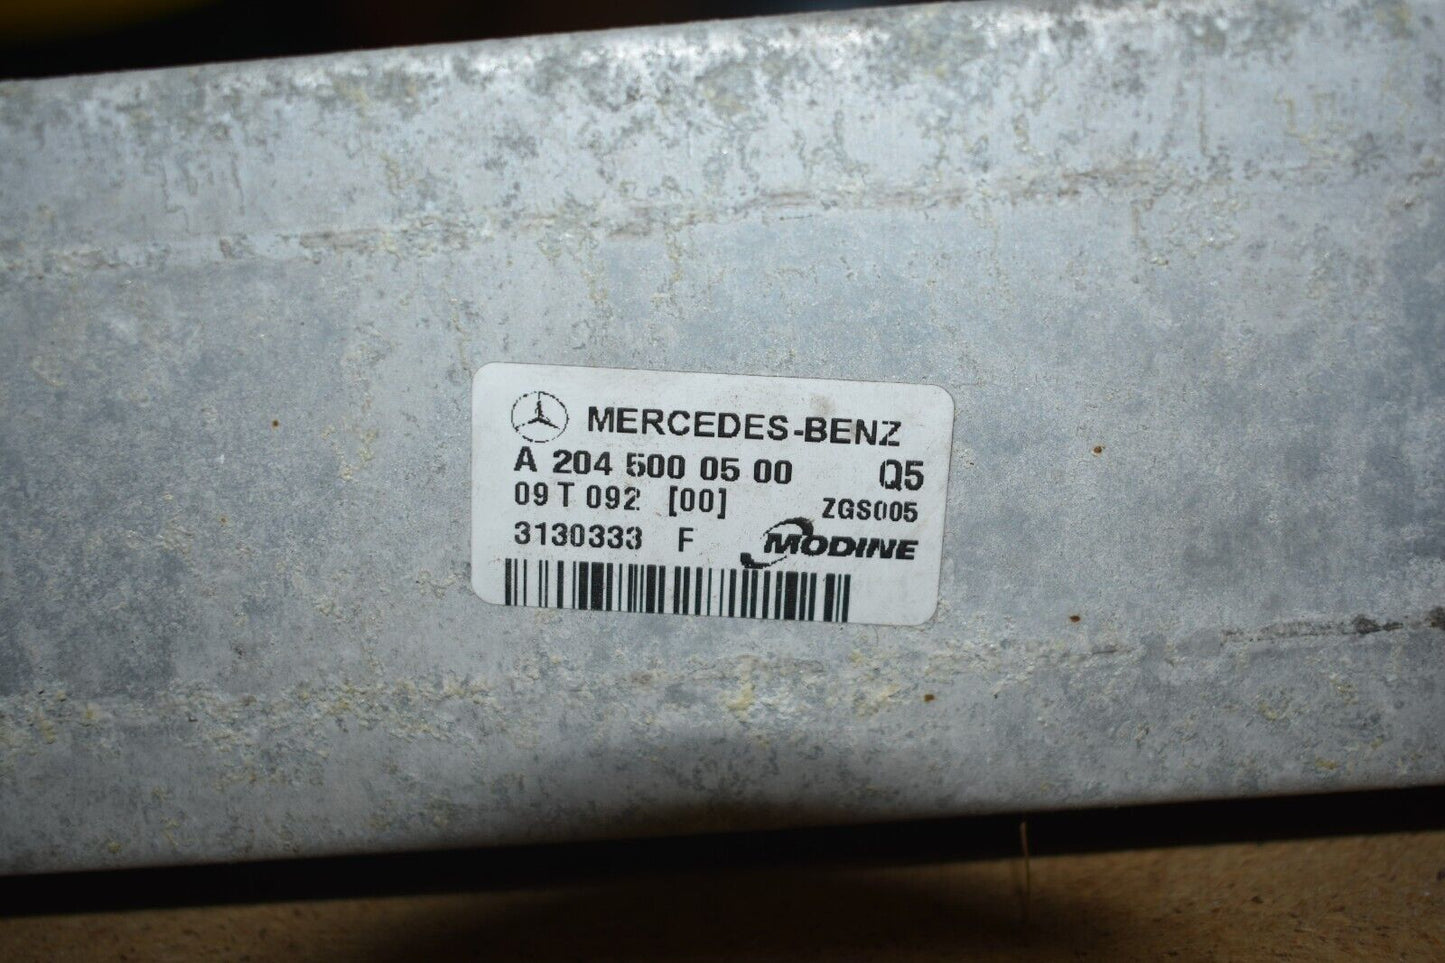 MERCEDES-BENZ
A 204 500 05 00 Q5
09 T 092 [00] ZGS005
3130333 F MODINE